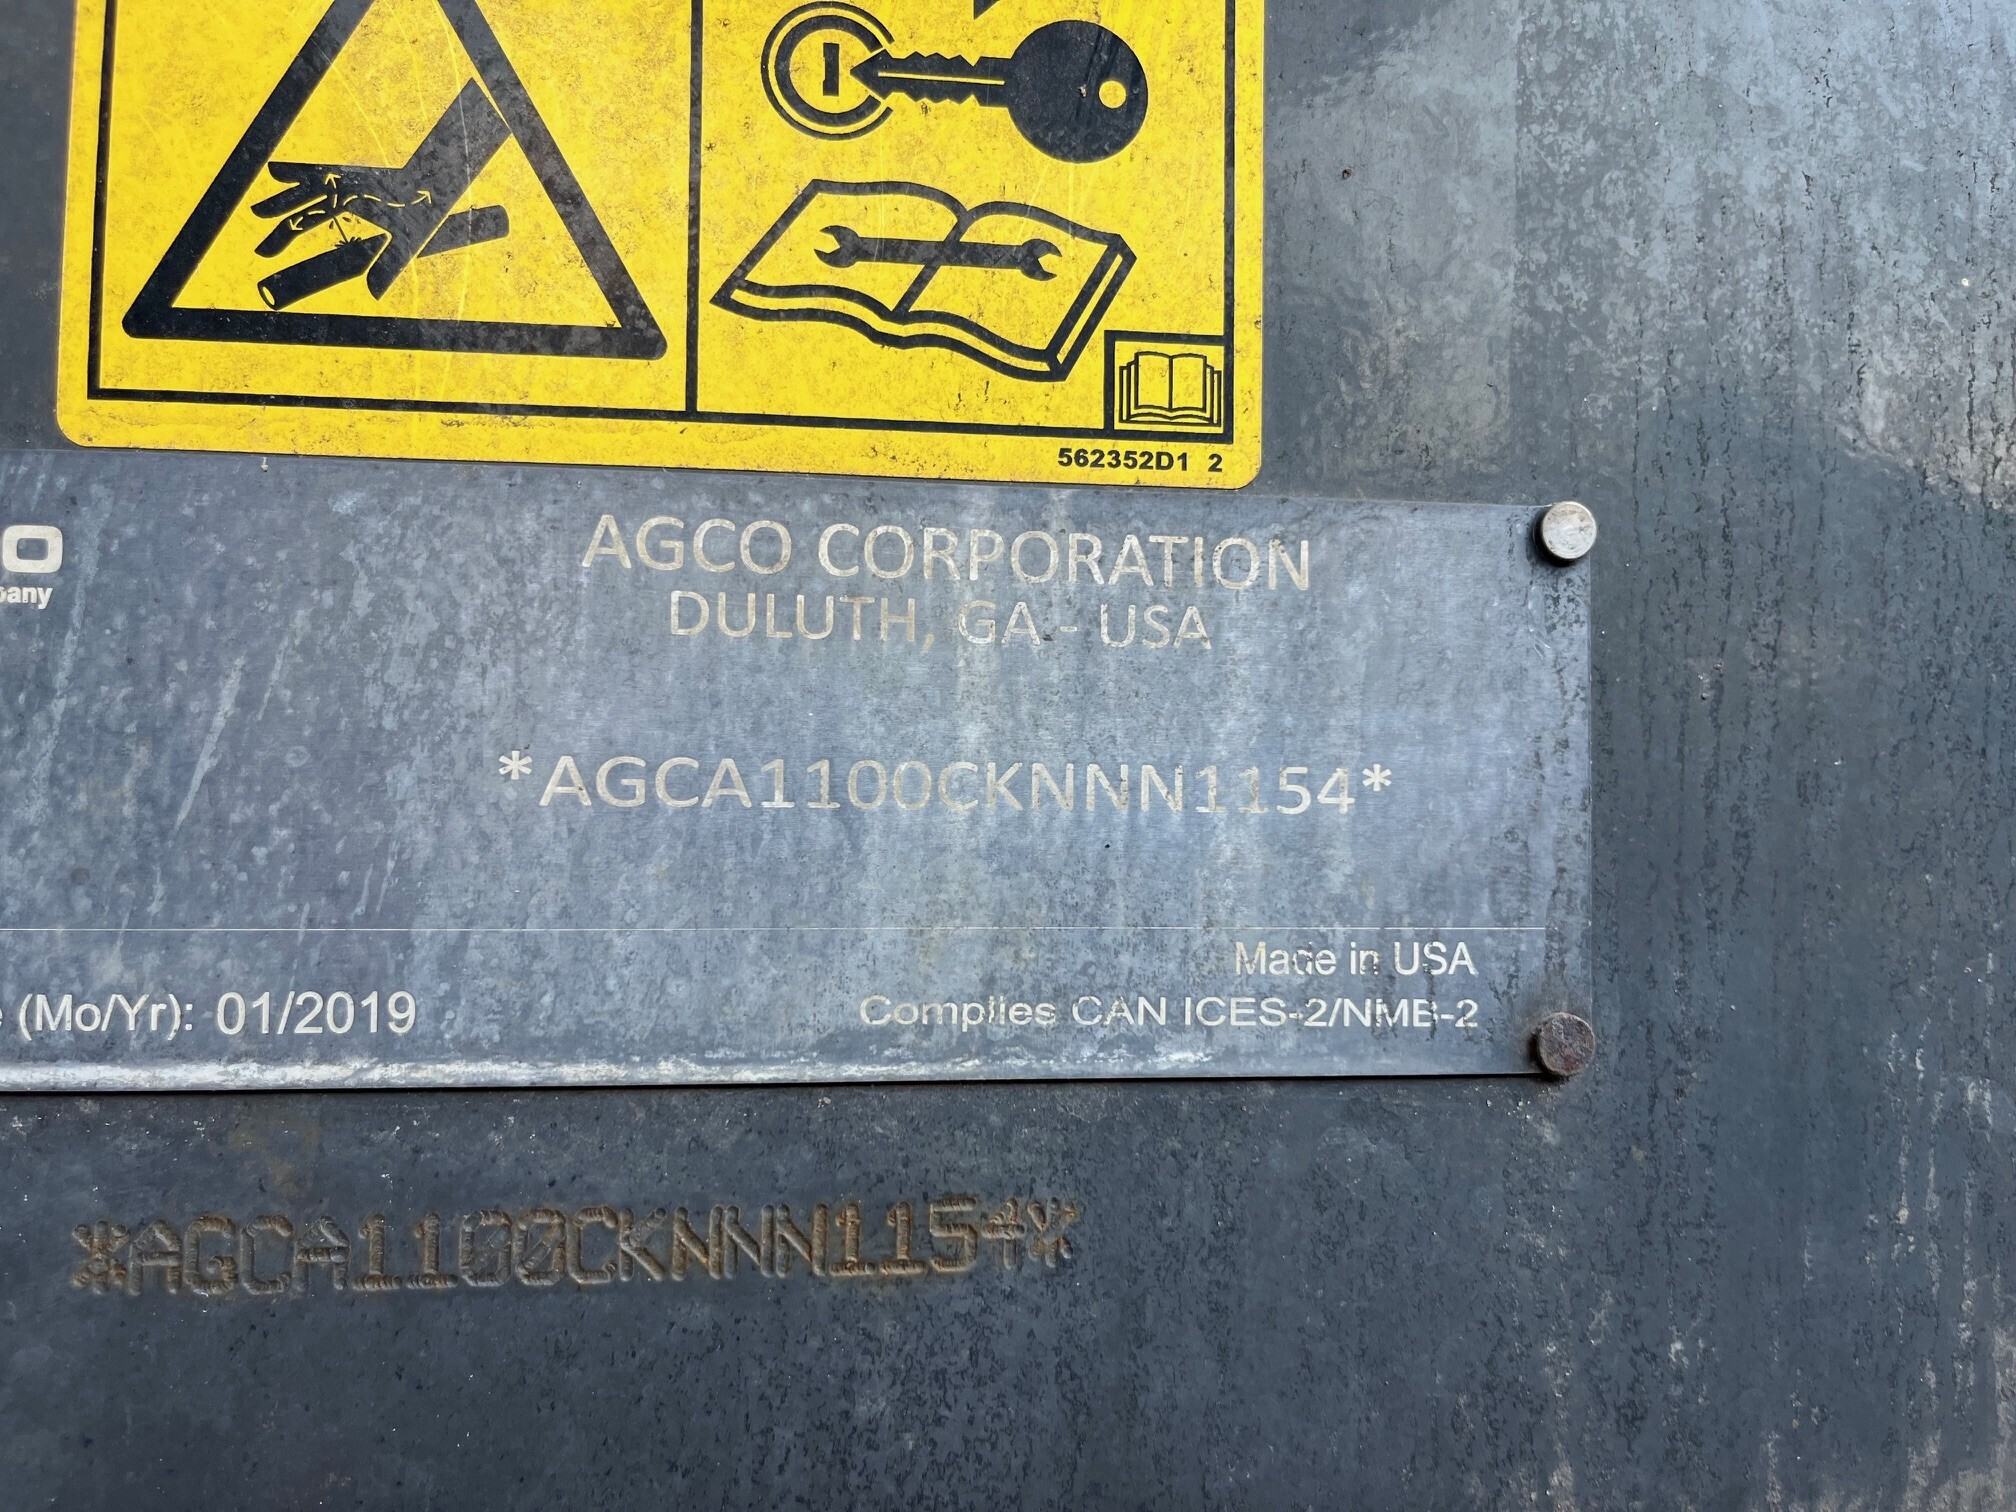 562352D1 2
AGCO CORPORATION
DULUTH, GA - USA
*AGCA1100CKNNN1154*
Made in USA
(Mo/Yr): 01/2019
Complies CAN ICES-2/NMB-2
*AGCA1100CKNNN1154*